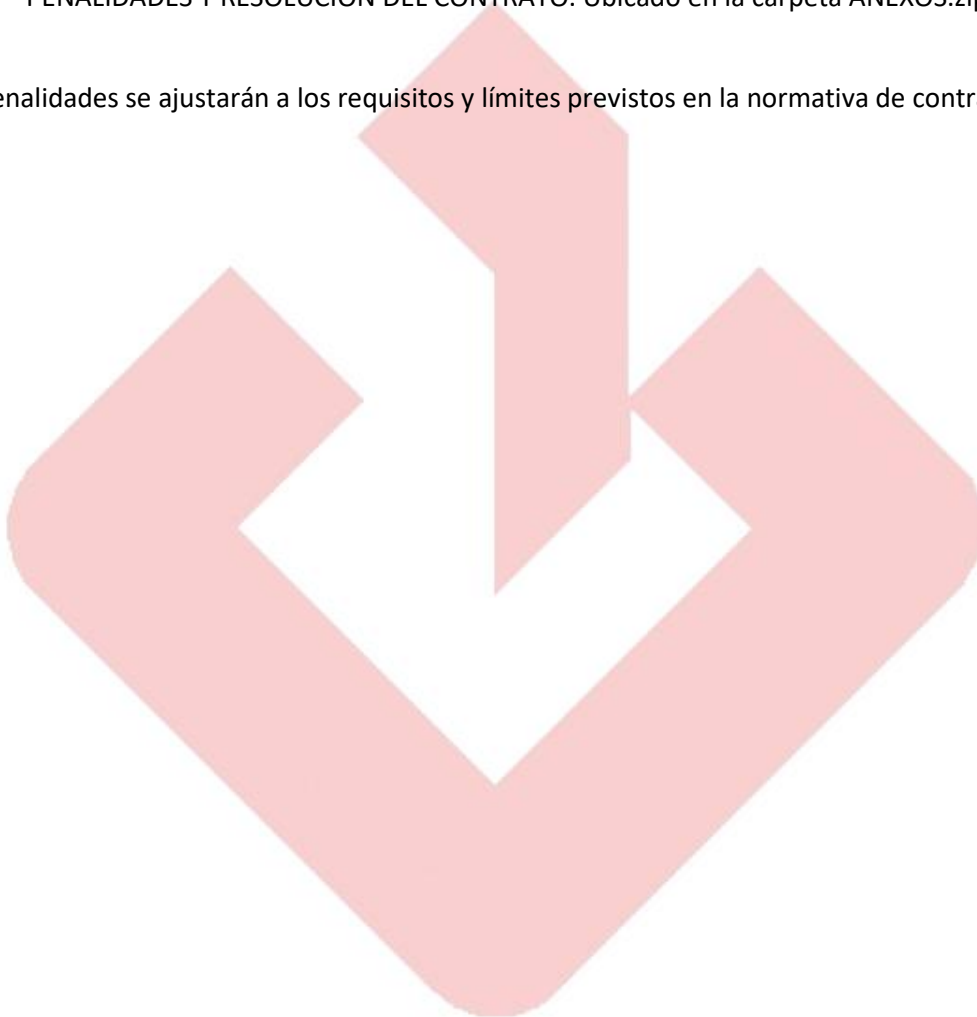 PENALIDADES Y RESOLUCIÓN DEL CONTRATO. Ubicado en la carpeta ANEXOS.zip
enalidades se ajustarán a los requisitos y límites previstos en la normativa de contra